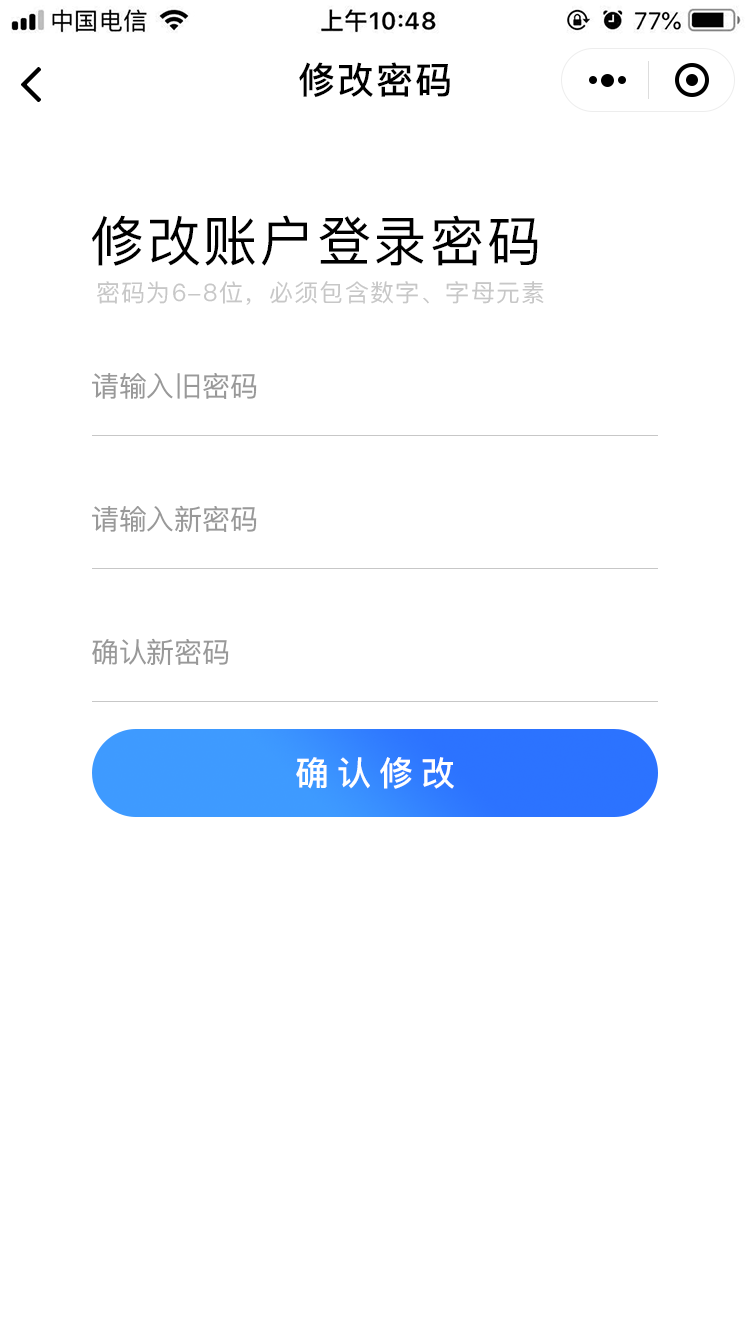 中国电信 上午10:48 77%
修改密码
修改账户登录密码
密码为6-8位，必须包含数字、字母元素
请输入旧密码
请输入新密码
确认新密码
确认修改